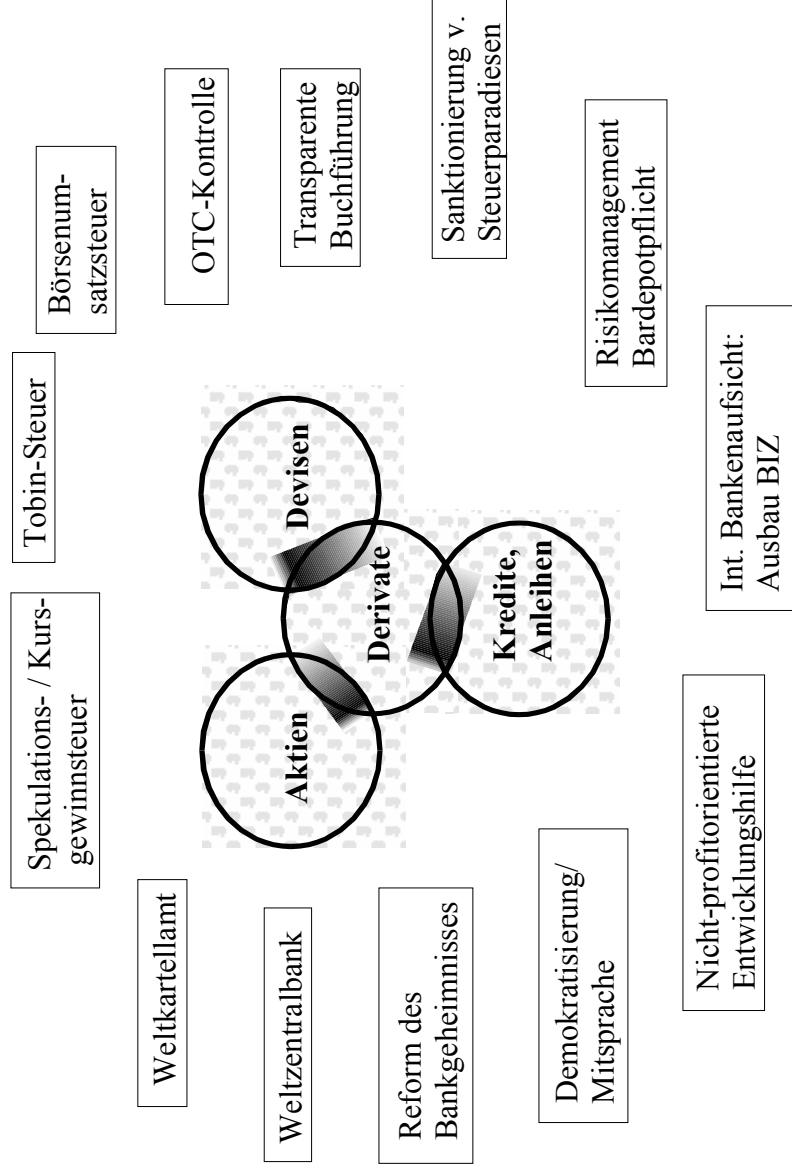 Spekulations- / Kurs-
gewinnsteuer
Tobin-Steuer
Börsenum-
satzsteuer
Weltkartellamt
OTC-Kontrolle
Weltzentralbank
Aktien
Devisen
Transparente
Buchführung
Derivate
Reform des
Bankgeheimnisses
Sanktionierung v.
Steuerparadiesen
Kredite,
Anleihen
Demokratisierung/
Mitsprache
Risikomanagement
Bardepotpflicht
Nicht-profitorientierte
Entwicklungshilfe
Int. Bankenaufsicht:
Ausbau BIZ